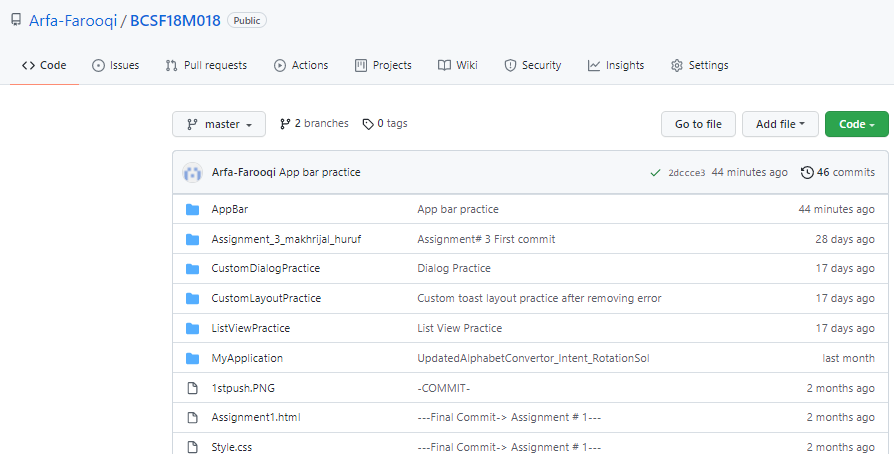 Arfa-Farooqi / BCSF18M018 Public
Code Issues Pull requests Actions Projects Wiki Security Insights Settings
master 2 branches 0 tags Go to file Add file Code
Arfa-Farooqi App bar practice 2dccce3 44 minutes ago 46 commits
AppBar App bar practice 44 minutes ago
Assignment_3_makhrijal_huruf Assignment# 3 First commit 28 days ago
CustomDialogPractice Dialog Practice 17 days ago
CustomLayoutPractice Custom toast layout practice after removing error 17 days ago
ListViewPractice List View Practice 17 days ago
MyApplication UpdatedAlphabetConvertor_Intent_RotationSol last month
1stpush.PNG -COMMIT- 2 months ago
Assignment1.html ---Final Commit-> Assignment # 1--- 2 months ago
Style.css ---Final Commit-> Assignment # 1--- 2 months ago